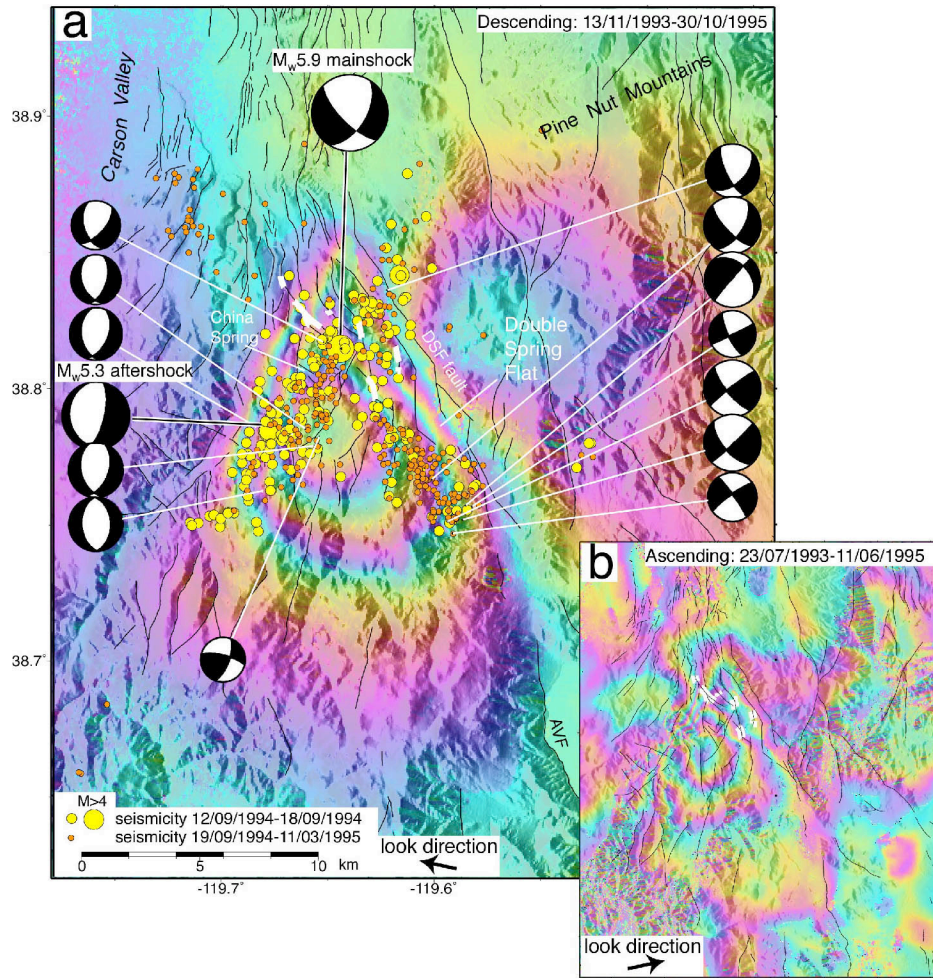 a
Descending: 13/11/1993-30/10/1995
Mw5.9 mainshock
Carson Valley
Pine Nut Mountains
38.9°
China
Spring
DSF fault
Double
Spring
Flat
38.8°
Mw5.3 aftershock
b
Ascending: 23/07/1993-11/06/1995
38.7°
AVF
M>4
seismicity 12/09/1994-18/09/1994
seismicity 19/09/1994-11/03/1995
look direction
0 5 10
km
-119.7° -119.6°
look direction